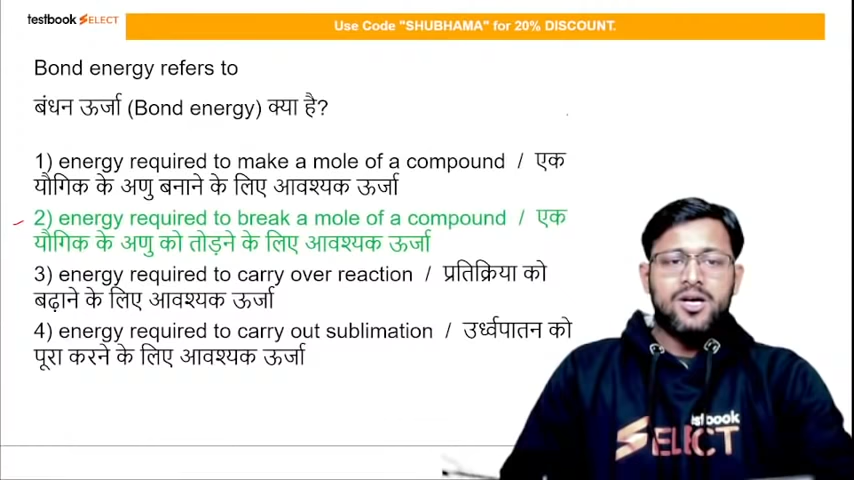 testbook SELECT
Use Code "SHUBHAMA" for 20% DISCOUNT.
Bond energy refers to
बंधन ऊर्जा (Bond energy) क्या है?
1) energy required to make a mole of a compound / एक
यौगिक के अणु बनाने के लिए आवश्यक ऊर्जा
2) energy required to break a mole of a compound / एक
यौगिक के अणु को तोड़ने के लिए आवश्यक ऊर्जा
3) energy required to carry over reaction / प्रतिक्रिया को
बढ़ाने के लिए आवश्यक ऊर्जा
4) energy required to carry out sublimation / उर्ध्वपातन को
पूरा करने के लिए आवश्यक ऊर्जा
testbook
SELECT